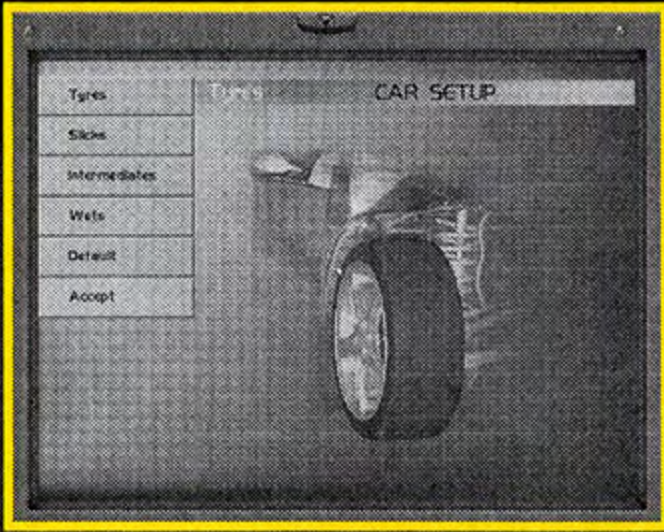 Tyres
CAR SETUP
Tyres
Slicks
Intermediates
Wets
Default
Accept